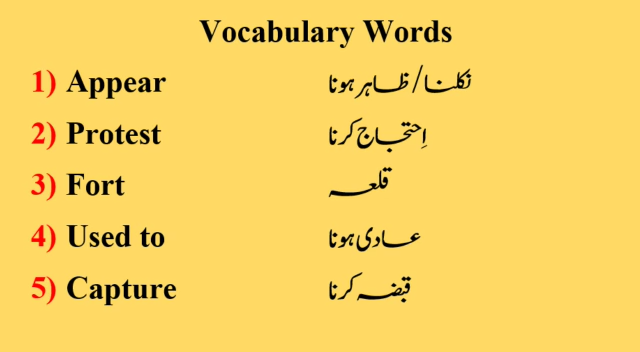 Vocabulary Words
1) Appear نکلنا/ظاہر ہونا
2) Protest اِحتجاج کرنا
3) Fort قلعہ
4) Used to عادی ہونا
5) Capture قبضہ کرنا